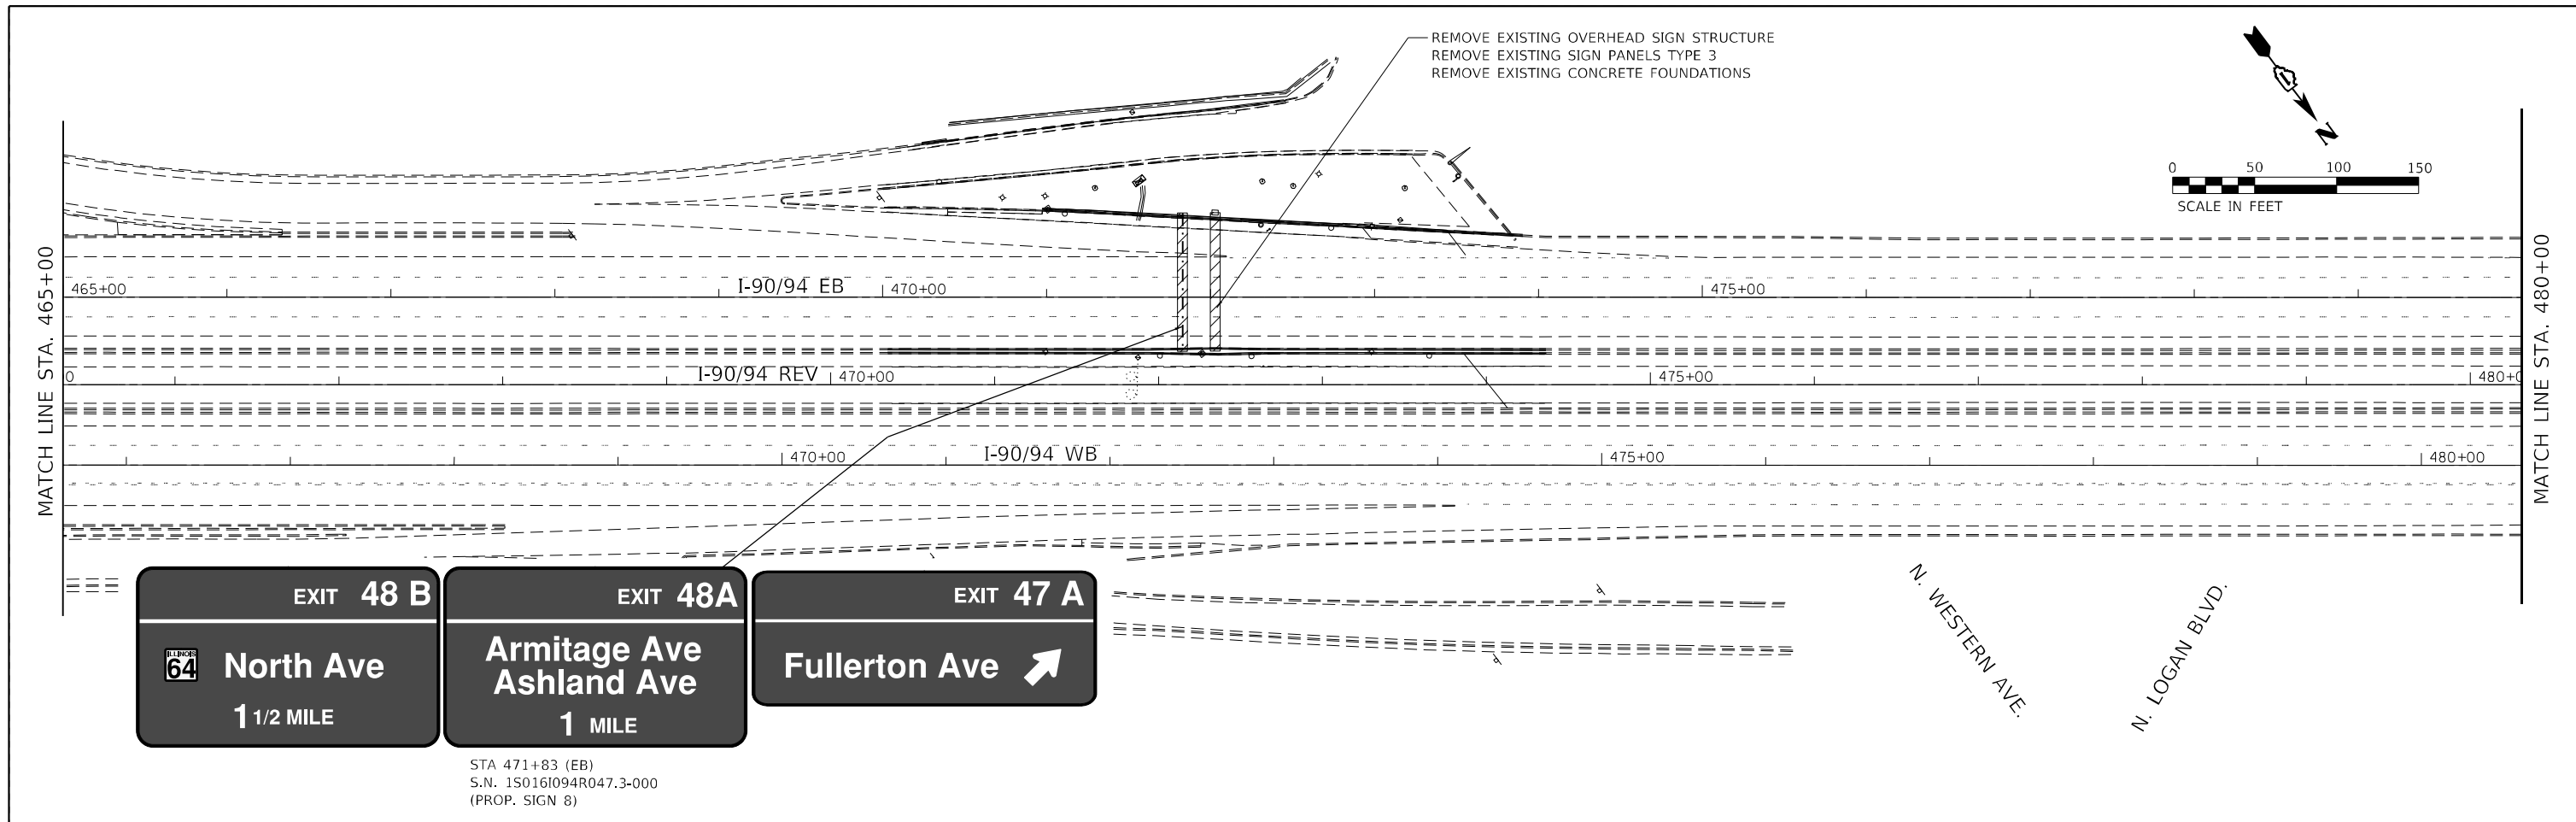 REMOVE EXISTING OVERHEAD SIGN STRUCTURE
REMOVE EXISTING SIGN PANELS TYPE 3
REMOVE EXISTING CONCRETE FOUNDATIONS
N
0 50 100 150
SCALE IN FEET
MATCH LINE STA. 465+00
MATCH LINE STA. 480+00
465+00
I-90/94 EB
470+00
475+00
0
I-90/94 REV
470+00
475+00
480+0
470+00
I-90/94 WB
475+00
480+00
EXIT 48 B
ILLINOIS
64
North Ave
1 1/2 MILE
EXIT 48A
Armitage Ave
Ashland Ave
1 MILE
EXIT 47 A
Fullerton Ave
N. WESTERN AVE.
N. LOGAN BLVD.
STA 471+83 (EB)
S.N. 1S016I094R047.3-000
(PROP. SIGN 8)